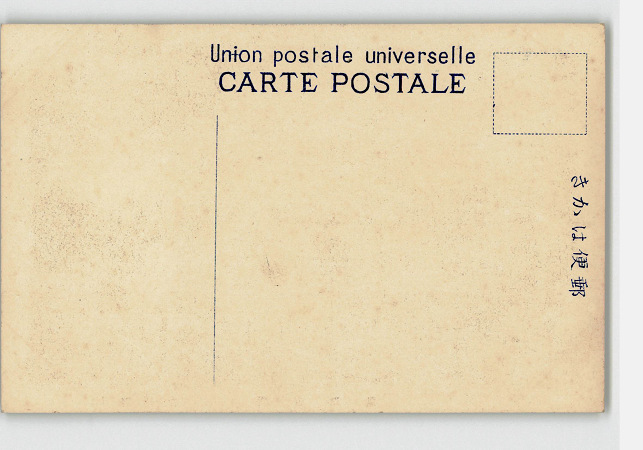 Union postale universelle
CARTE POSTALE
きかは便郵